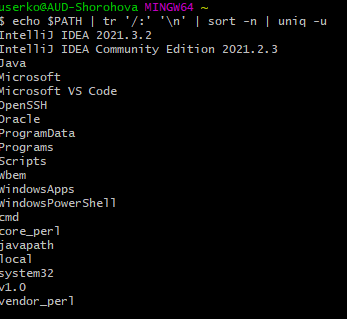 userko@AUD-Shorohova MINGW64 ~
$ echo $PATH | tr '/:' '\n' | sort -n | uniq -u
IntelliJ IDEA 2021.3.2
IntelliJ IDEA Community Edition 2021.2.3
Java
Microsoft
Microsoft VS Code
OpenSSH
Oracle
ProgramData
Programs
Scripts
Wbem
WindowsApps
WindowsPowerShell
cmd
core_perl
javapath
local
system32
v1.0
vendor_perl